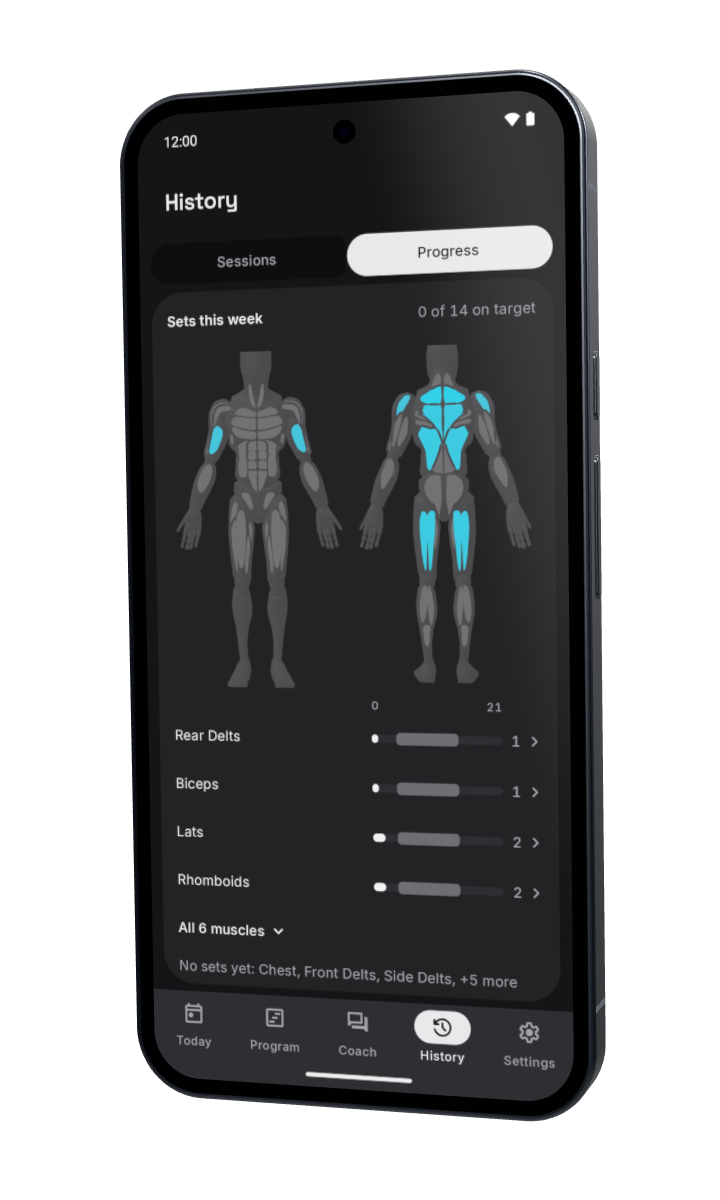 12:00
History
Sessions
Progress
Sets this week
0 of 14 on target
0
21
Rear Delts
1
Biceps
1
Lats
2
Rhomboids
2
All 6 muscles
No sets yet: Chest, Front Delts, Side Delts, +5 more
Today
Program
Coach
History
Settings